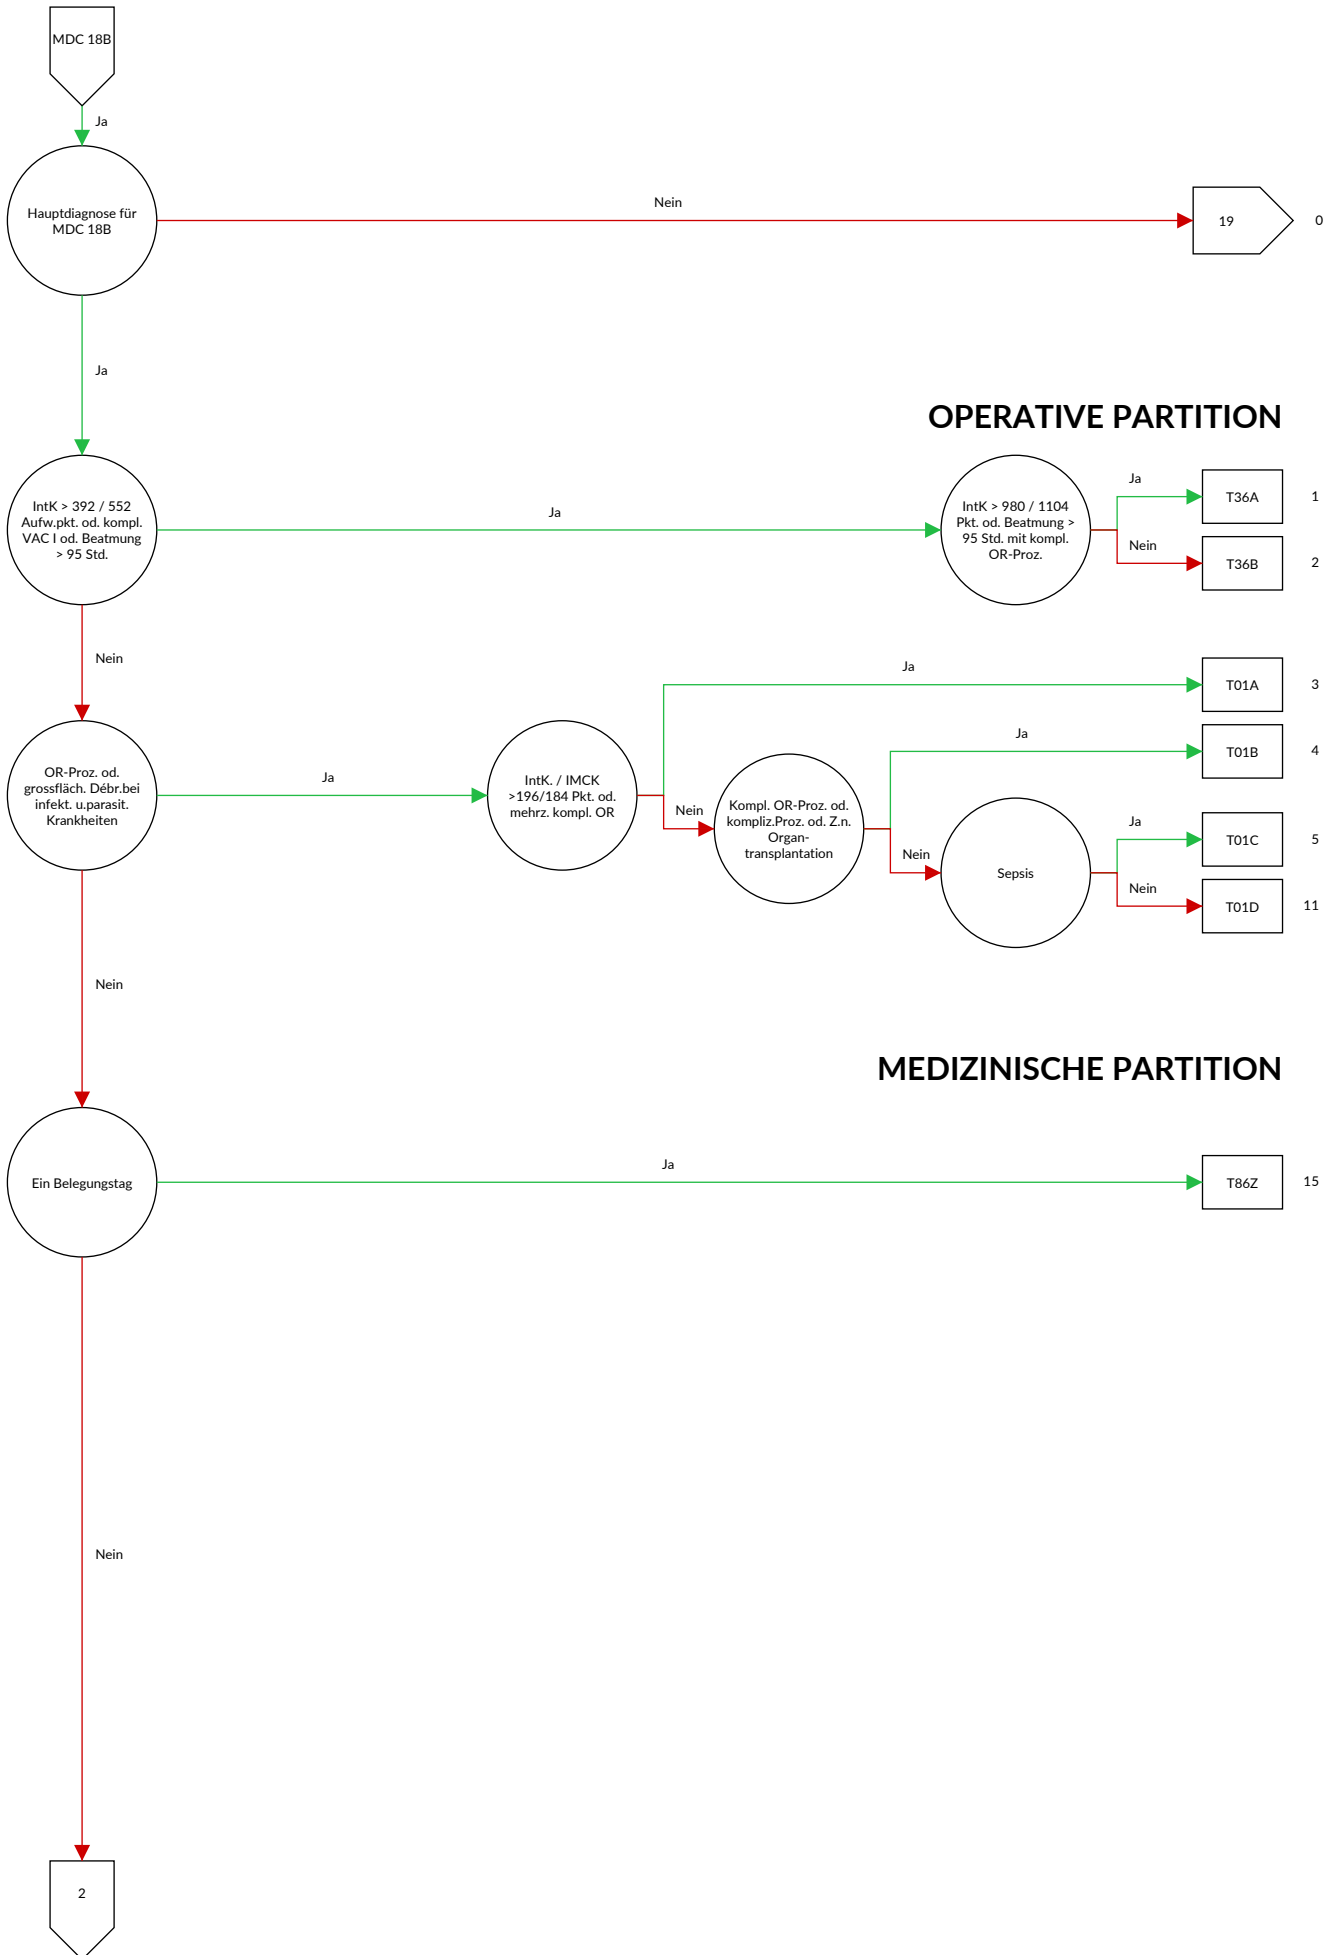 MDC 18B
Ja
Hauptdiagnose für
MDC 18B
Nein
19
0
Ja
OPERATIVE PARTITION
IntK > 392 / 552
Aufw.pkt. od. kompl.
VAC I od. Beatmung
> 95 Std.
Ja
IntK > 980 / 1104
Pkt. od. Beatmung >
95 Std. mit kompl.
OR-Proz.
Ja
T36A
1
Nein
T36B
2
Nein
OR-Proz. od.
grossfläch. Débr.bei
infekt. u.parasit.
Krankheiten
Ja
IntK. / IMCK
>196/184 Pkt. od.
mehrz. kompl. OR
Ja
T01A
3
Nein
Kompl. OR-Proz. od.
kompliz.Proz. od. Z.n.
Organ-
transplantation
Ja
T01B
4
Nein
Sepsis
Ja
T01C
5
Nein
T01D
11
Nein
MEDIZINISCHE PARTITION
Ein Belegungstag
Ja
T86Z
15
Nein
2